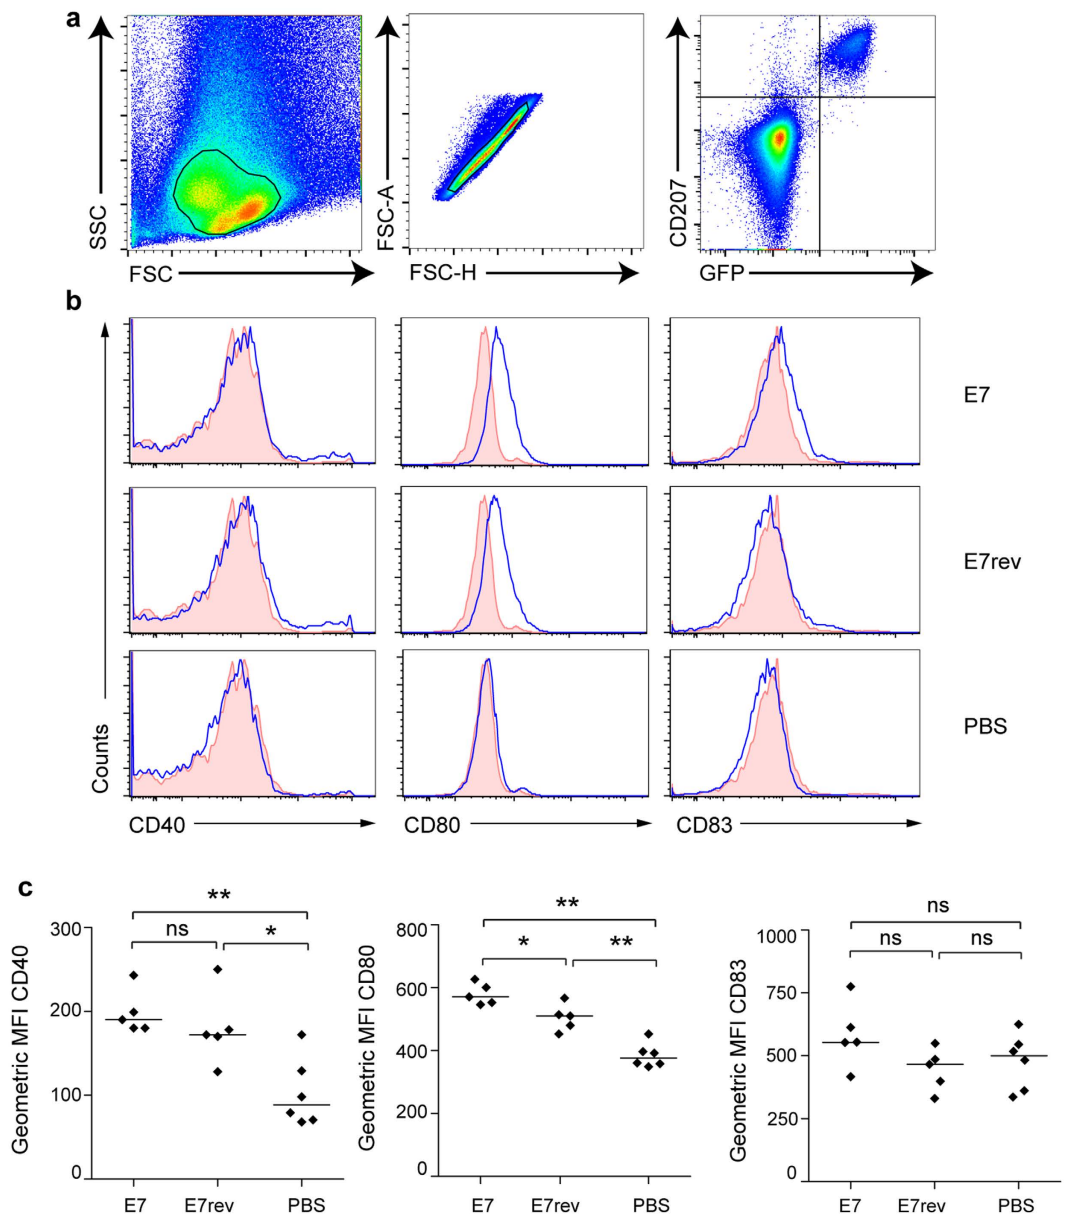 a
SSC
FSC
FSC-A
FSC-H
CD207
GFP
b
Counts
E7
E7rev
PBS
CD40
CD80
CD83
c
Geometric MFI CD40
300
200
100
0
**
ns
*
E7
E7rev
PBS
Geometric MFI CD80
800
600
400
200
0
**
*
**
E7
E7rev
PBS
Geometric MFI CD83
1000
750
500
250
0
ns
ns
ns
E7
E7rev
PBS